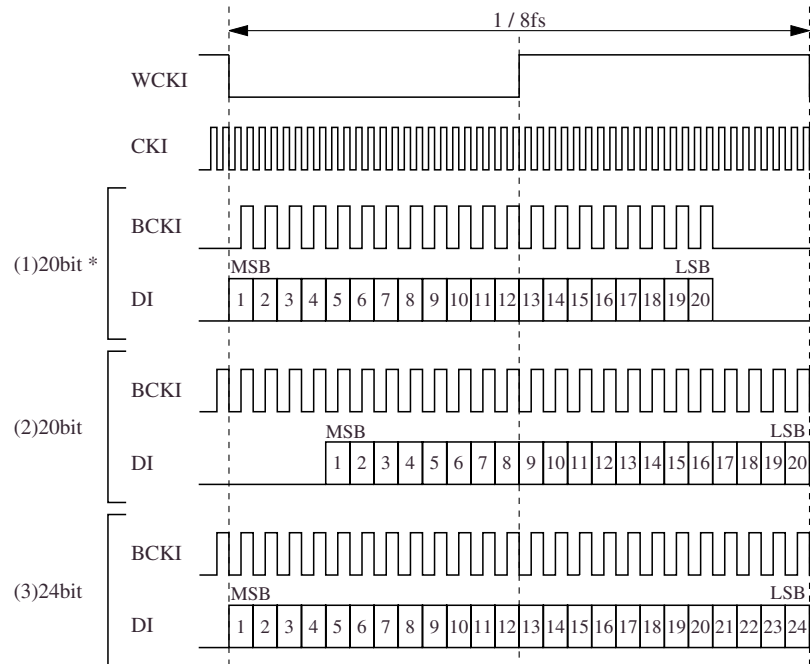 1 / 8fs
WCKI
CKI
BCKI
(1)20bit *
MSB LSB
DI 1 2 3 4 5 6 7 8 9 10 11 12 13 14 15 16 17 18 19 20
BCKI
(2)20bit
MSB LSB
DI 1 2 3 4 5 6 7 8 9 10 11 12 13 14 15 16 17 18 19 20
BCKI
(3)24bit
MSB LSB
DI 1 2 3 4 5 6 7 8 9 10 11 12 13 14 15 16 17 18 19 20 21 22 23 24